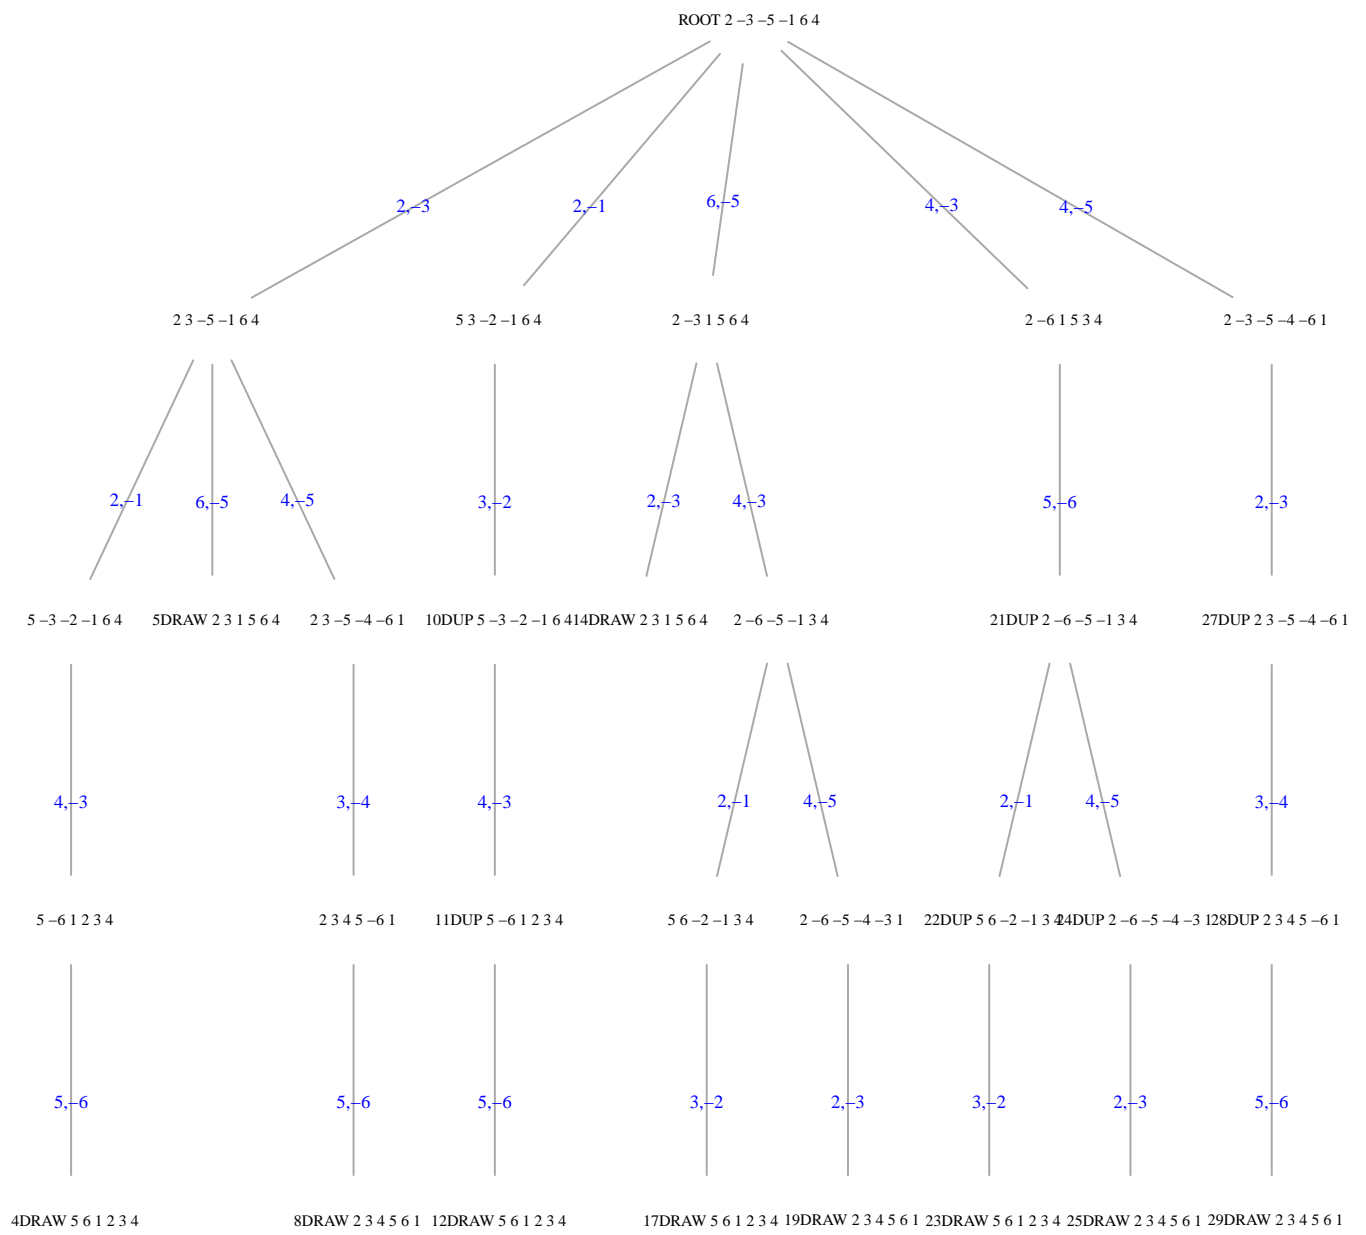 ROOT 2 –3 –5 –1 6 4
2,–3 2,–1 6,–5 4,–3 4,–5
2 3 –5 –1 6 4 5 3 –2 –1 6 4 2 –3 1 5 6 4 2 –6 1 5 3 4 2 –3 –5 –4 –6 1
2,–1 6,–5 4,–5 3,–2 2,–3 4,–3 5,–6 2,–3
5 –3 –2 –1 6 4 5DRAW 2 3 1 5 6 4 2 3 –5 –4 –6 1 10DUP 5 –3 –2 –1 6 4 14DRAW 2 3 1 5 6 4 2 –6 –5 –1 3 4 21DUP 2 –6 –5 –1 3 4 27DUP 2 3 –5 –4 –6 1
4,–3 3,–4 4,–3 2,–1 4,–5 2,–1 4,–5 3,–4
5 –6 1 2 3 4 2 3 4 5 –6 1 11DUP 5 –6 1 2 3 4 5 6 –2 –1 3 4 2 –6 –5 –4 –3 1 22DUP 5 6 –2 –1 3 4 24DUP 2 –6 –5 –4 –3 1 28DUP 2 3 4 5 –6 1
5,–6 5,–6 5,–6 3,–2 2,–3 3,–2 2,–3 5,–6
4DRAW 5 6 1 2 3 4 8DRAW 2 3 4 5 6 1 12DRAW 5 6 1 2 3 4 17DRAW 5 6 1 2 3 4 19DRAW 2 3 4 5 6 1 23DRAW 5 6 1 2 3 4 25DRAW 2 3 4 5 6 1 29DRAW 2 3 4 5 6 1